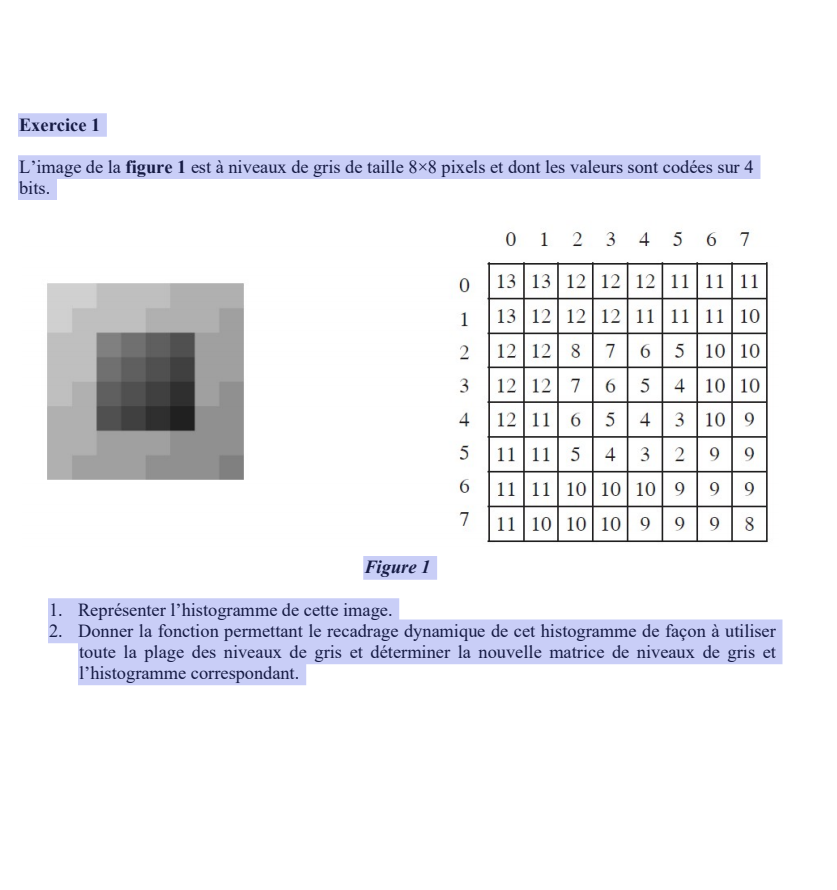 Exercice 1
L’image de la figure 1 est à niveaux de gris de taille 8×8 pixels et dont les valeurs sont codées sur 4
bits.
0 1 2 3 4 5 6 7
0 13 13 12 12 12 11 11 11
1 13 12 12 12 11 11 11 10
2 12 12 8 7 6 5 10 10
3 12 12 7 6 5 4 10 10
4 12 11 6 5 4 3 10 9
5 11 11 5 4 3 2 9 9
6 11 11 10 10 10 9 9 9
7 11 10 10 10 9 9 9 8
Figure 1
1. Représenter l’histogramme de cette image.
2. Donner la fonction permettant le recadrage dynamique de cet histogramme de façon à utiliser
toute la plage des niveaux de gris et déterminer la nouvelle matrice de niveaux de gris et
l’histogramme correspondant.